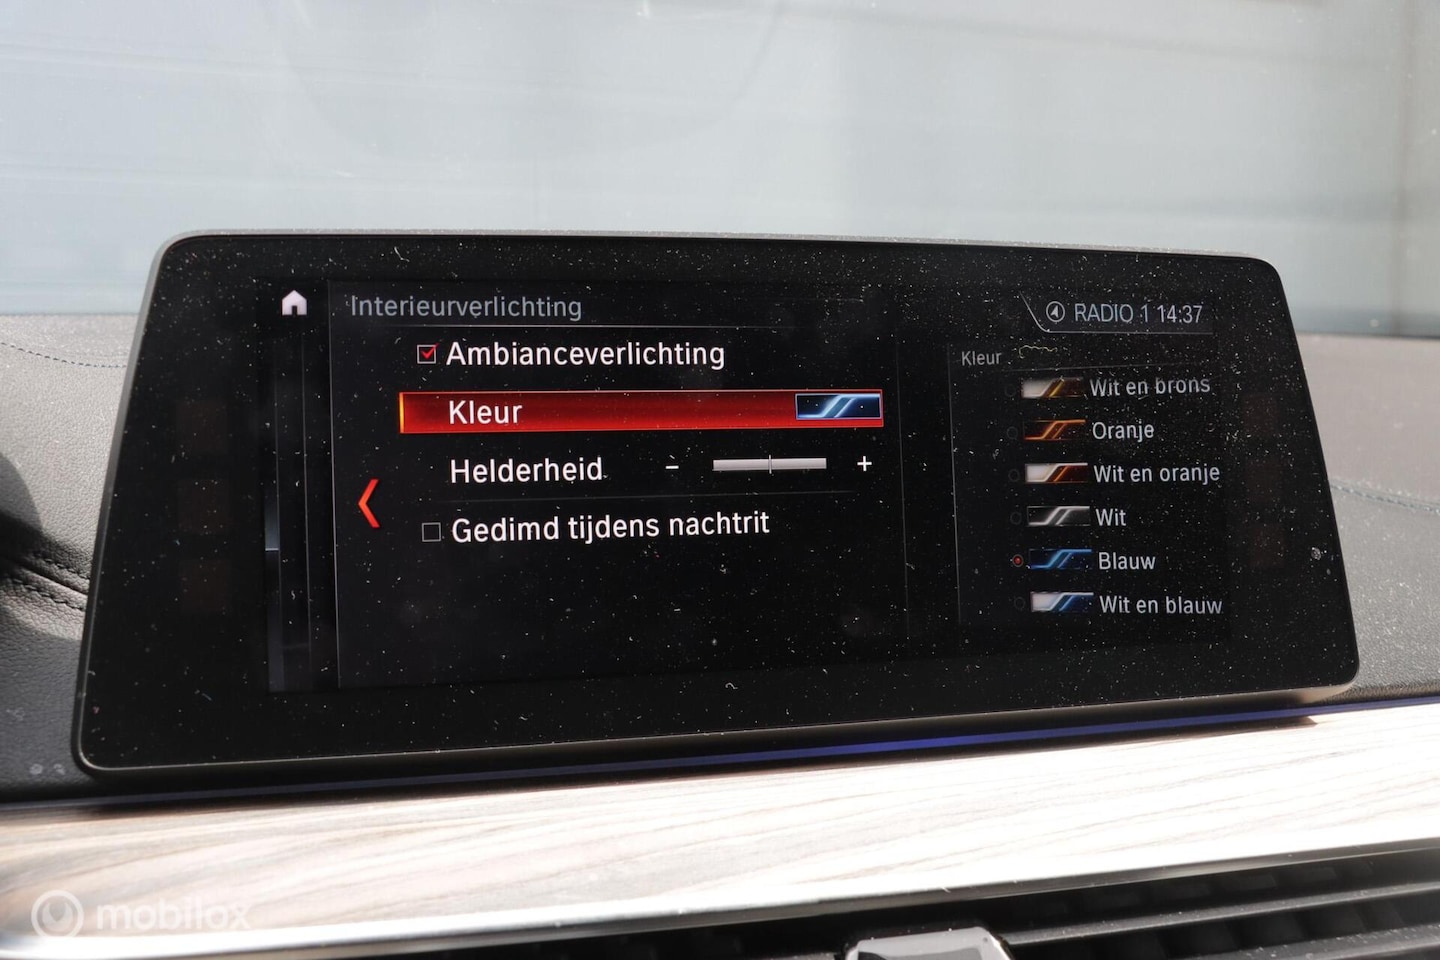 Interieurverlichting
RADIO 1 14:37
Ambianceverlichting
Kleur
Helderheid - +
Gedimd tijdens nachtrit
Kleur
Wit en brons
Oranje
Wit en oranje
Wit
Blauw
Wit en blauw
mobilox